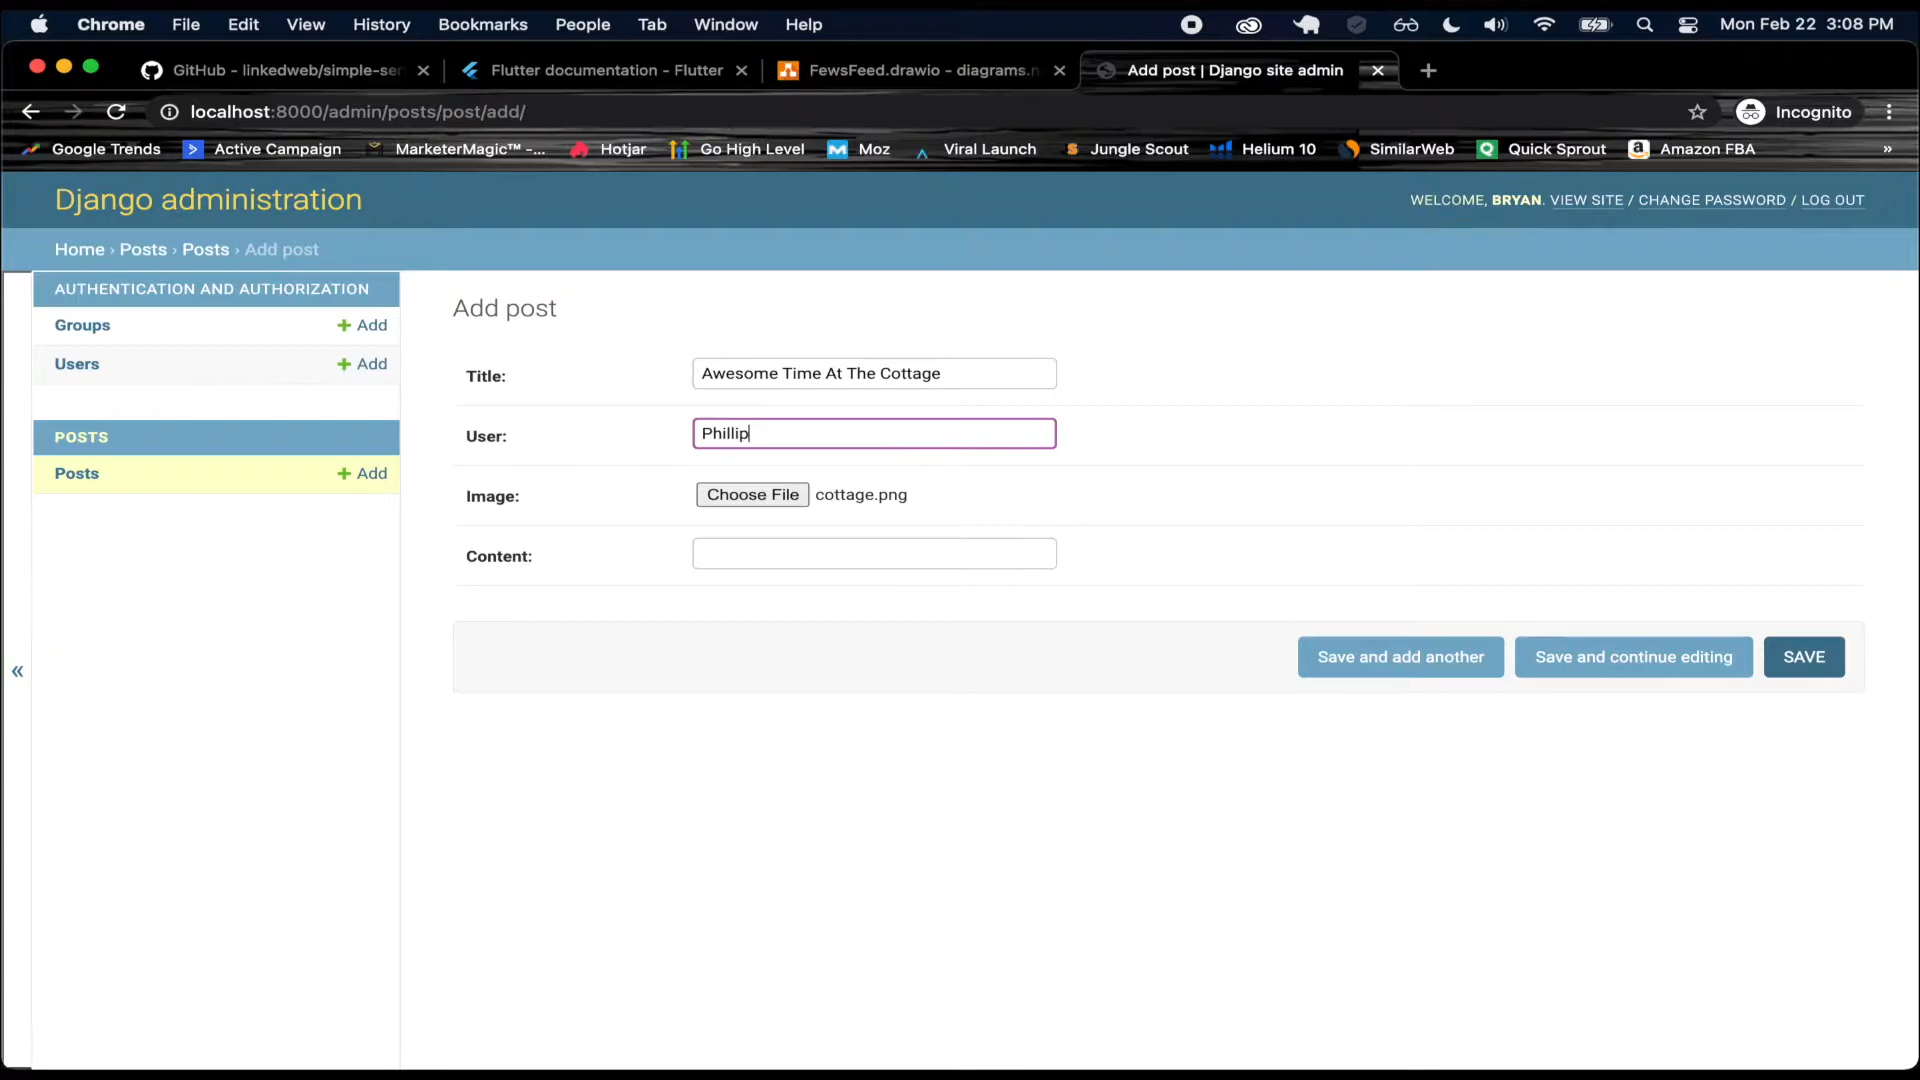 Chrome File Edit View History Bookmarks People Tab Window Help Mon Feb 22 3:08 PM
GitHub - linkedweb/simple-ser Flutter documentation - Flutter FewsFeed.drawio - diagrams.n Add post | Django site admin
localhost:8000/admin/posts/post/add/ Incognito
Google Trends Active Campaign MarketerMagic™ -... Hotjar Go High Level Moz Viral Launch Jungle Scout Helium 10 SimilarWeb Quick Sprout Amazon FBA »
Django administration WELCOME, BRYAN. VIEW SITE / CHANGE PASSWORD / LOG OUT
Home › Posts › Posts › Add post
AUTHENTICATION AND AUTHORIZATION
Groups + Add
Users + Add
POSTS
Posts + Add
«
Add post
Title: Awesome Time At The Cottage
User: Phillip
Image: Choose File cottage.png
Content:
Save and add another Save and continue editing SAVE